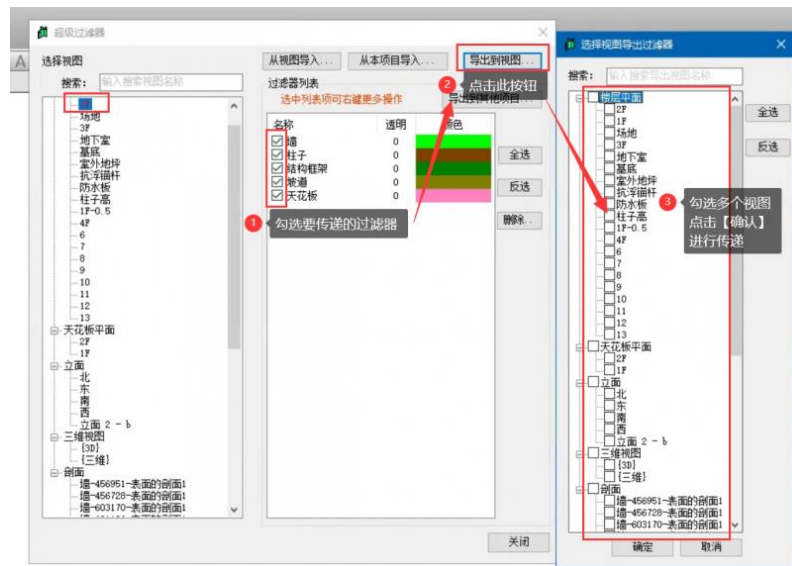 超级过滤器
选择视图
搜索： 输入搜索视图名称
场地
3F
地下室
基底
室外地坪
抗浮锚杆
防水板
柱子高
1F-0.5
4F
6
7
8
9
10
11
12
13
天花板平面
2F
1F
立面
北
东
南
西
立面 2 - b
三维视图
{3D}
{三维}
剖面
墙-456951-表面的剖面1
墙-456728-表面的剖面1
墙-603170-表面的剖面1
从视图导入...
从本项目导入...
导出到视图...
过滤器列表
选中列表项可右键更多操作
导出到其他项目...
2 点击此按钮
名称 透明 颜色
墙 0
柱子 0
结构框架 0
坡道 0
天花板 0
全选
反选
删除...
1 勾选要传递的过滤器
关闭
选择视图导出过滤器
搜索： 输入搜索导出视图名称
楼层平面
2F
1F
场地
3F
地下室
基底
室外地坪
抗浮锚杆
防水板
柱子高
1F-0.5
4F
6
7
8
9
10
11
12
13
天花板平面
2F
1F
立面
北
东
南
西
立面 2 - b
三维视图
{3D}
{三维}
剖面
墙-456951-表面的剖面1
墙-456728-表面的剖面1
墙-603170-表面的剖面1
全选
反选
3 勾选多个视图
点击【确认】
进行传递
确定
取消